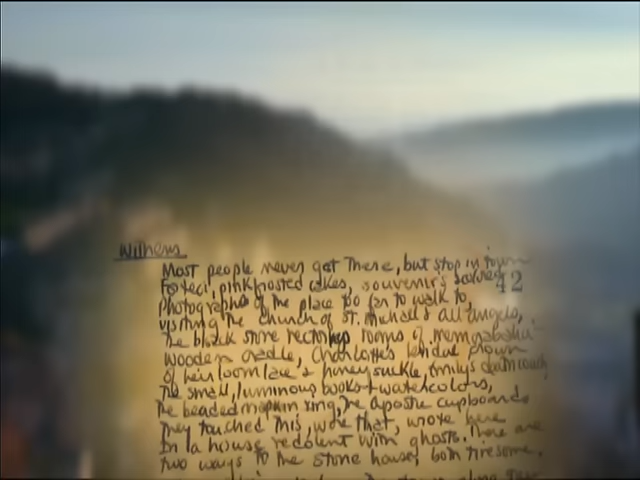 Withens
Most people never get there, but stop in town
For tea, pink frosted cakes, souvenirs
42
Photographs of the place too far to walk to,
Visiting the church of St. Michael & all angels,
The black stone rectory rooms of memorabilia—
Wooden cradle, Charlotte's bridal crown
Of heirloom lace & honeysuckle, Emily's death couch
The small, luminous books & watercolors,
The beaded napkin ring, the apostle cupboards
They touched this, wore that, wrote here
In a house redolent with ghosts. There are
two ways to the stone house, both tiresome.